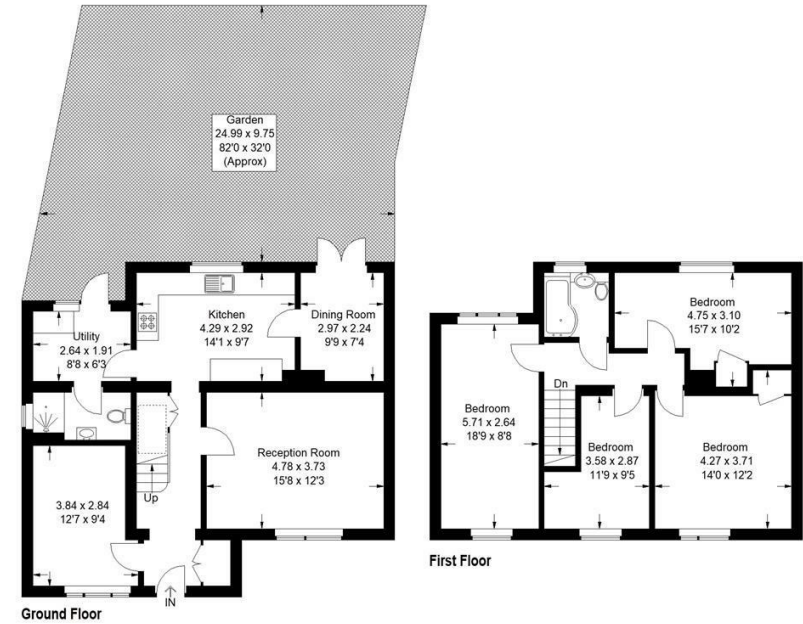 Garden
24.99 x 9.75
82'0 x 32'0
(Approx)
Kitchen
4.29 x 2.92
14'1 x 9'7
Dining Room
2.97 x 2.24
9'9 x 7'4
Utility
2.64 x 1.91
8'8 x 6'3
Reception Room
4.78 x 3.73
15'8 x 12'3
Up
3.84 x 2.84
12'7 x 9'4
IN
Ground Floor
Bedroom
4.75 x 3.10
15'7 x 10'2
Dn
Bedroom
5.71 x 2.64
18'9 x 8'8
Bedroom
3.58 x 2.87
11'9 x 9'5
Bedroom
4.27 x 3.71
14'0 x 12'2
First Floor